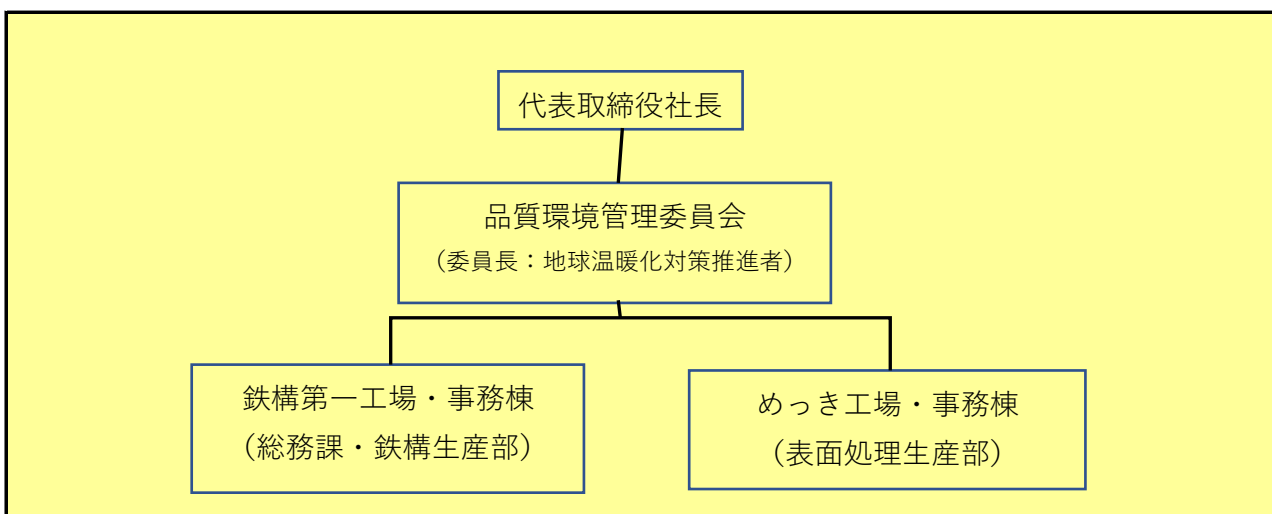 代表取締役社長
品質環境管理委員会
（委員長：地球温暖化対策推進者）
鉄構第一工場・事務棟
（総務課・鉄構生産部）
めっき工場・事務棟
（表面処理生産部）